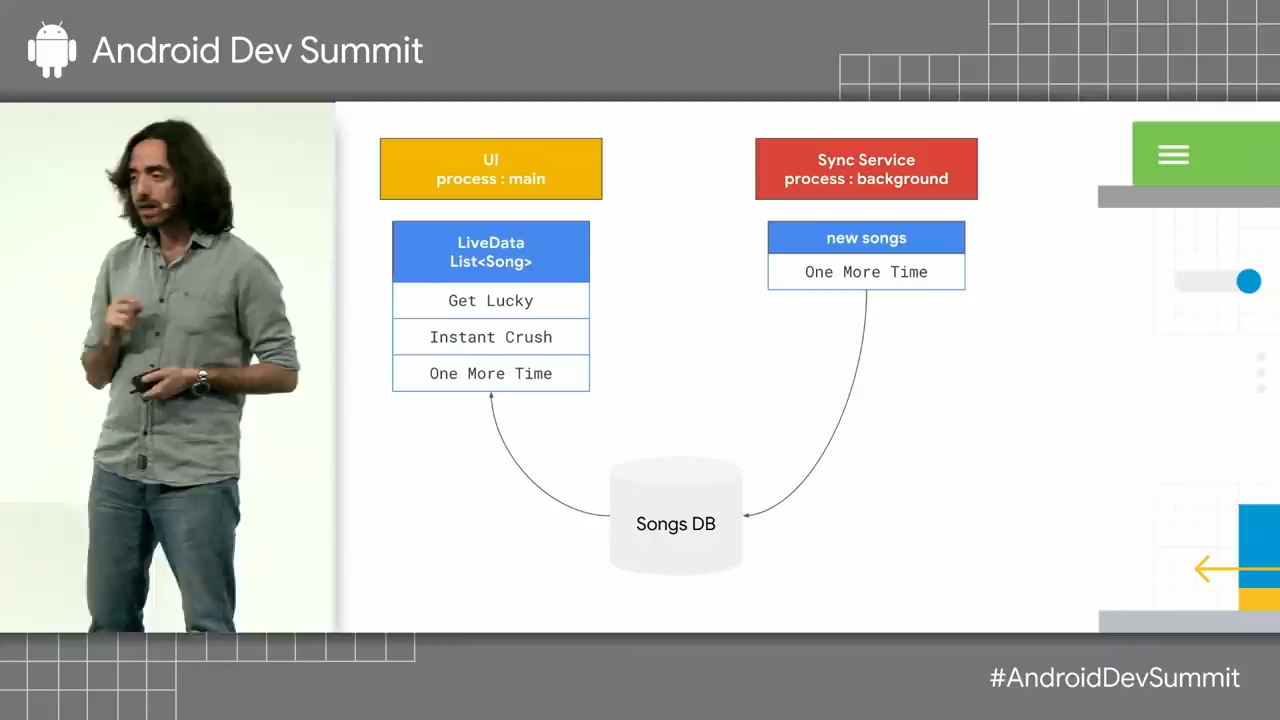 Android Dev Summit
UI
process : main
LiveData
List<Song>
Get Lucky
Instant Crush
One More Time
Sync Service
process : background
new songs
One More Time
Songs DB
#AndroidDevSummit